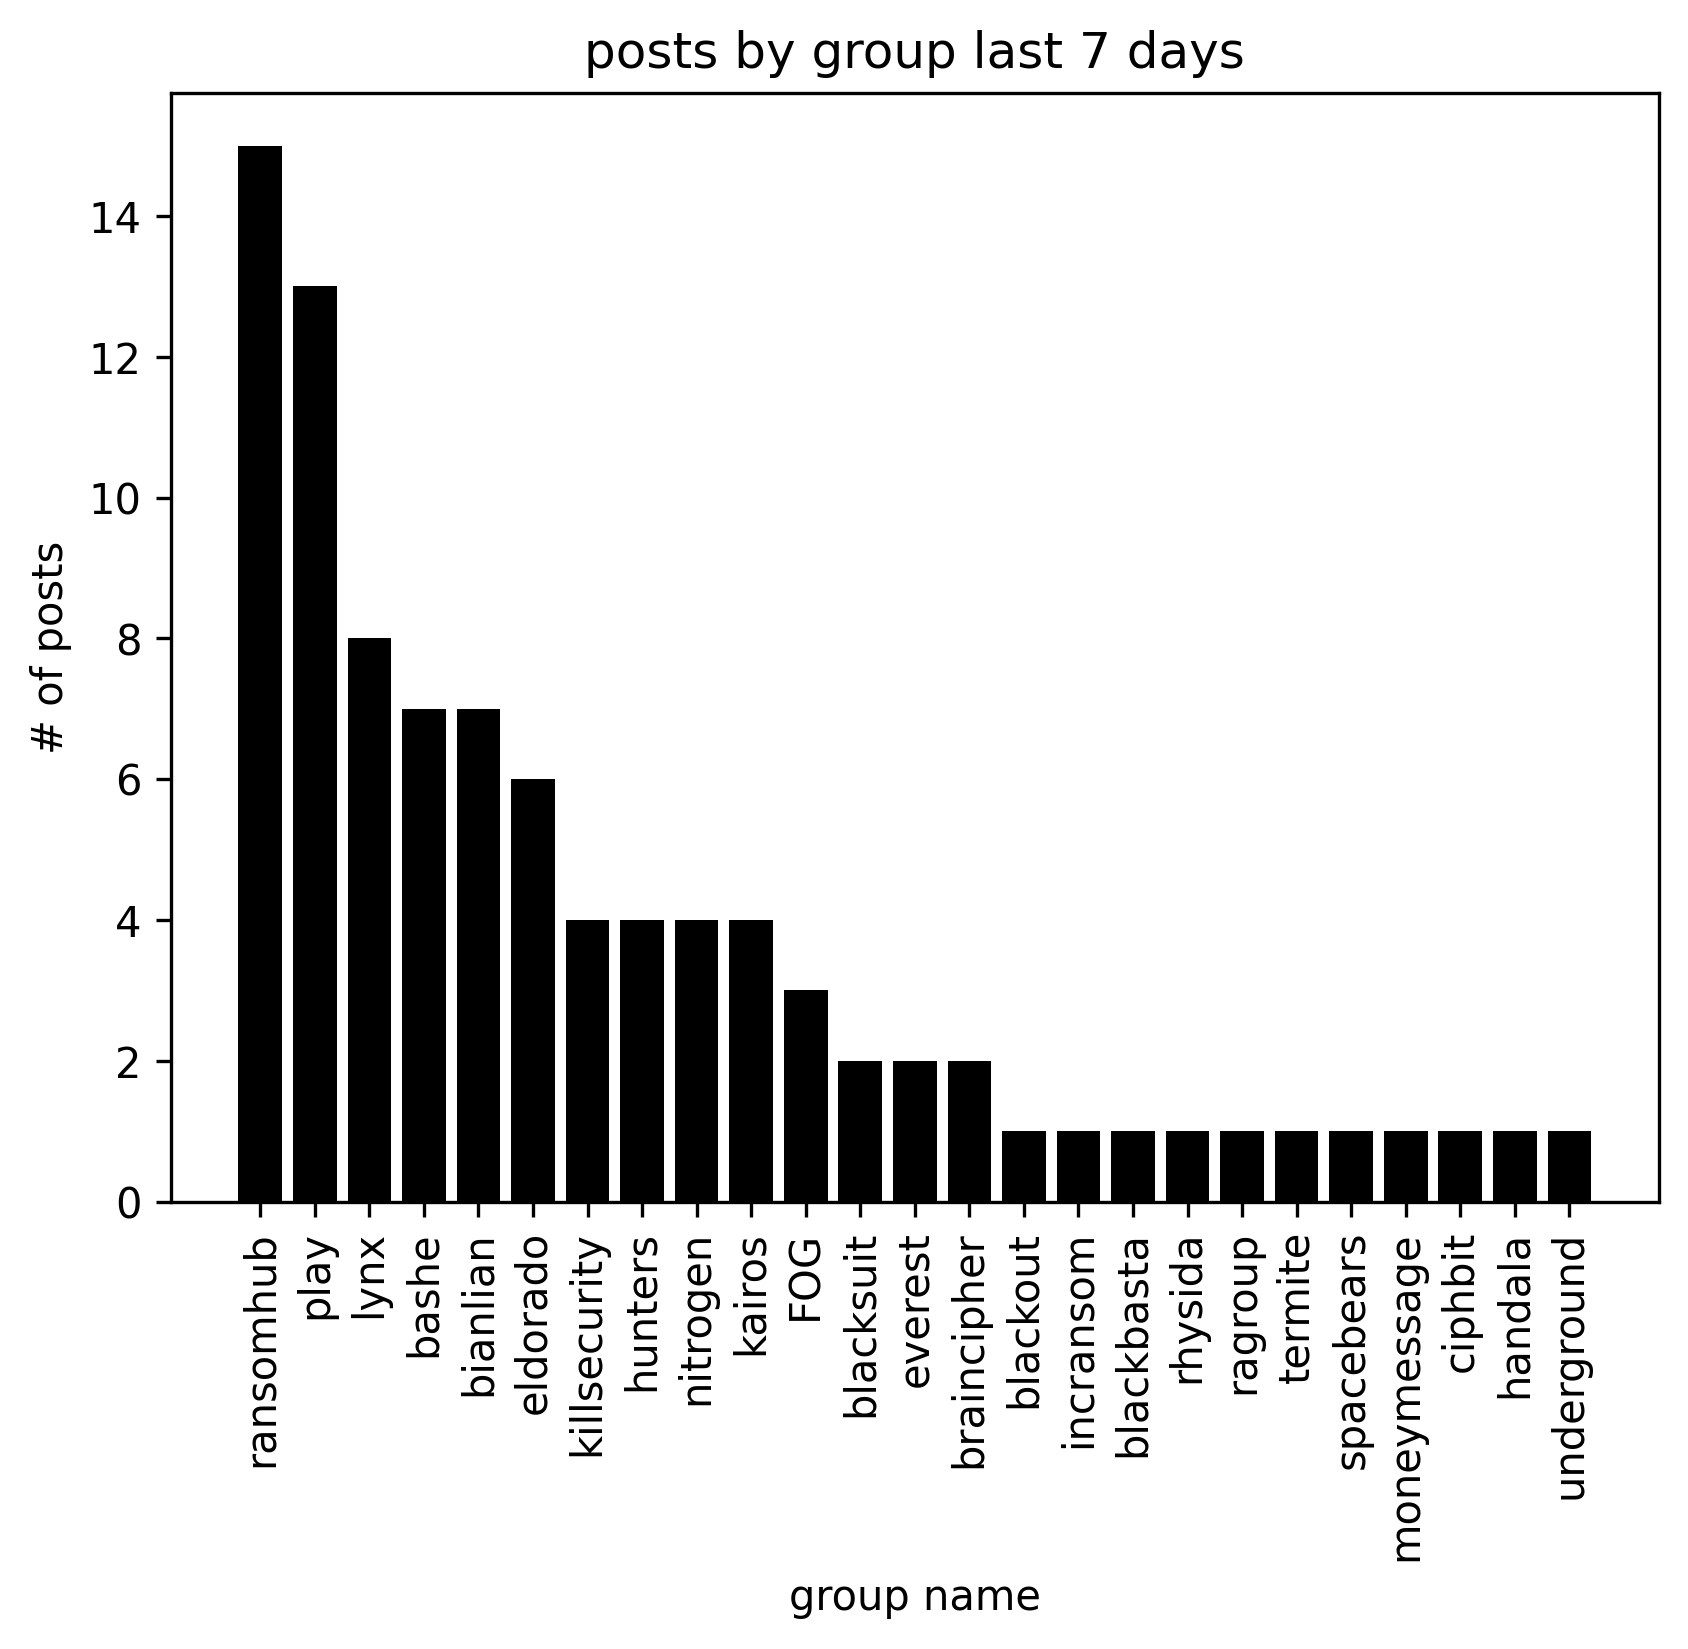 posts by group last 7 days
# of posts
14
12
10
8
6
4
2
0
ransomhub
play
lynx
bashe
bianlian
eldorado
killsecurity
hunters
nitrogen
kairos
FOG
blacksuit
everest
braincipher
blackout
incransom
blackbasta
rhysida
ragroup
termite
spacebears
moneymessage
ciphbit
handala
underground
group name